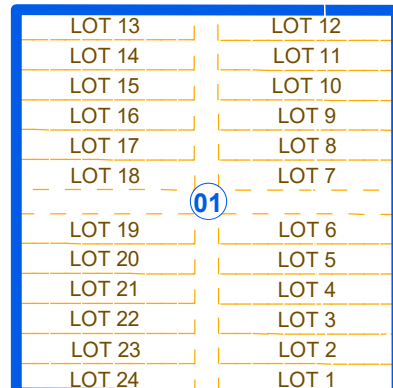 LOT 13 LOT 12
LOT 14 LOT 11
LOT 15 LOT 10
LOT 16 LOT 9
LOT 17 LOT 8
LOT 18 LOT 7
01
LOT 19 LOT 6
LOT 20 LOT 5
LOT 21 LOT 4
LOT 22 LOT 3
LOT 23 LOT 2
LOT 24 LOT 1